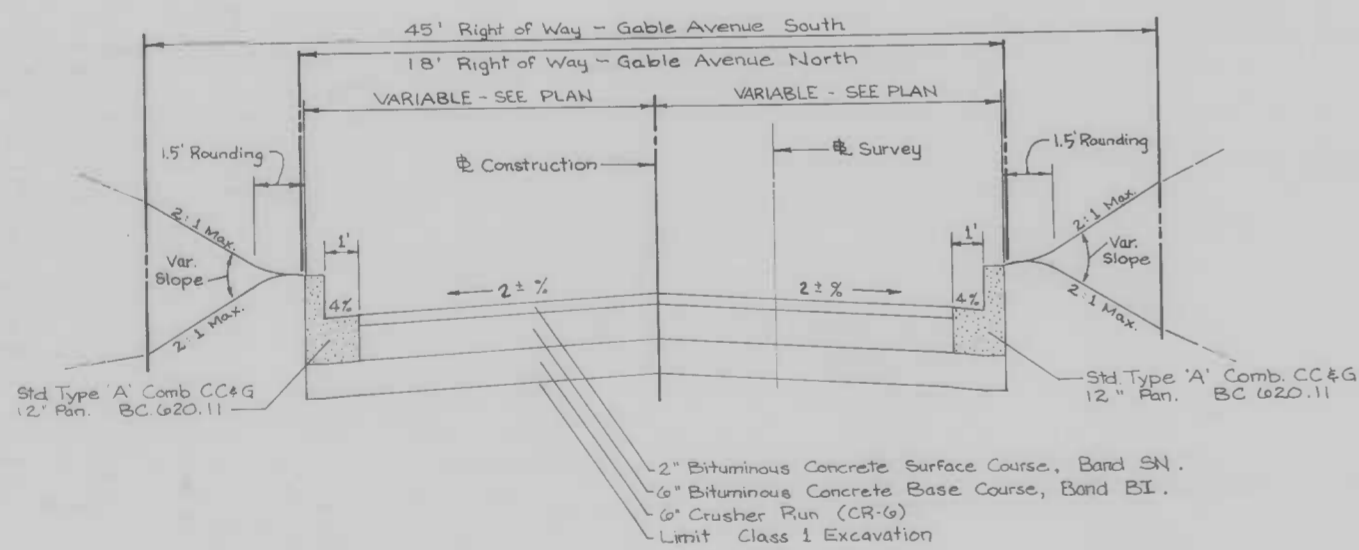 45' Right of Way - Gable Avenue South
18' Right of Way - Gable Avenue North
VARIABLE - SEE PLAN
VARIABLE - SEE PLAN
1.5' Rounding
℄ Construction
℄ Survey
1.5' Rounding
2:1 Max.
Var.
Slope
2:1 Max.
1'
4%
2 ± %
2 ± %
1'
4%
2:1 Max.
Var.
Slope
2:1 Max.
Std Type 'A' Comb CC&G
12" Pan. BC 620.11
Std. Type 'A' Comb. CC&G
12" Pan. BC 620.11
2" Bituminous Concrete Surface Course, Band SN.
6" Bituminous Concrete Base Course, Band BI.
6" Crusher Run (CR-6)
Limit Class 1 Excavation